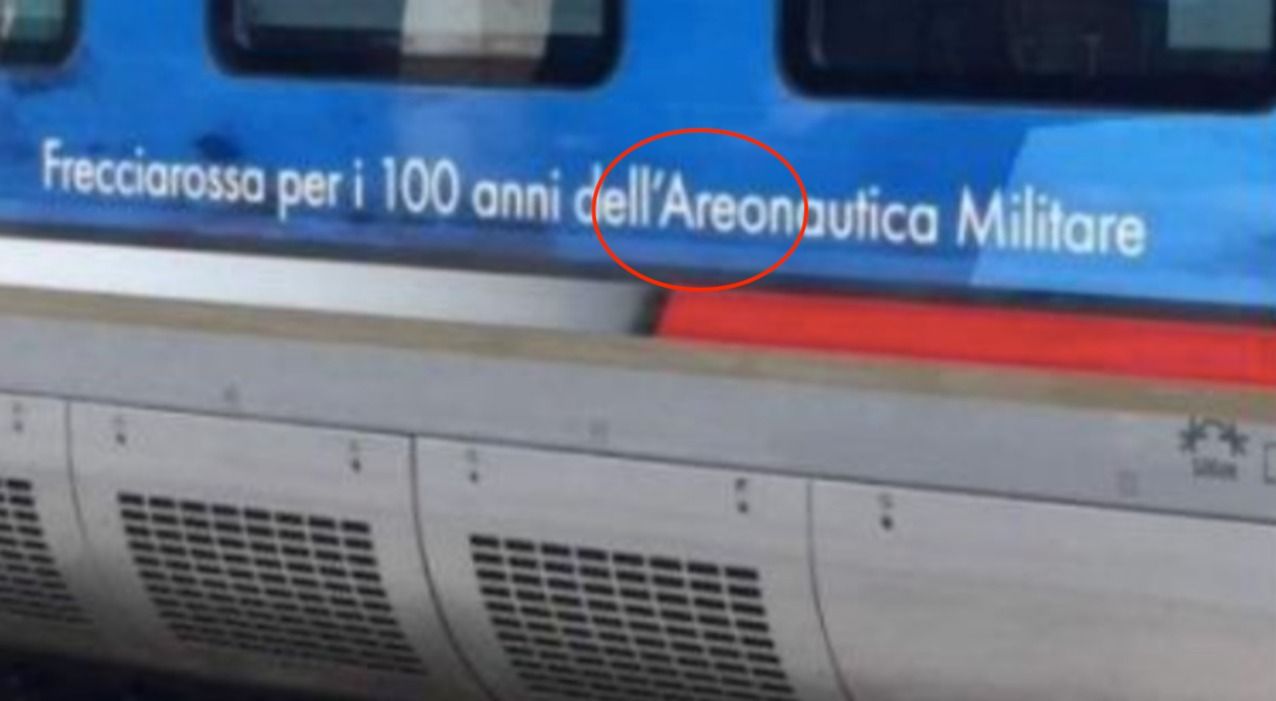 Frecciarossa per i 100 anni dell'Areonautica Militare